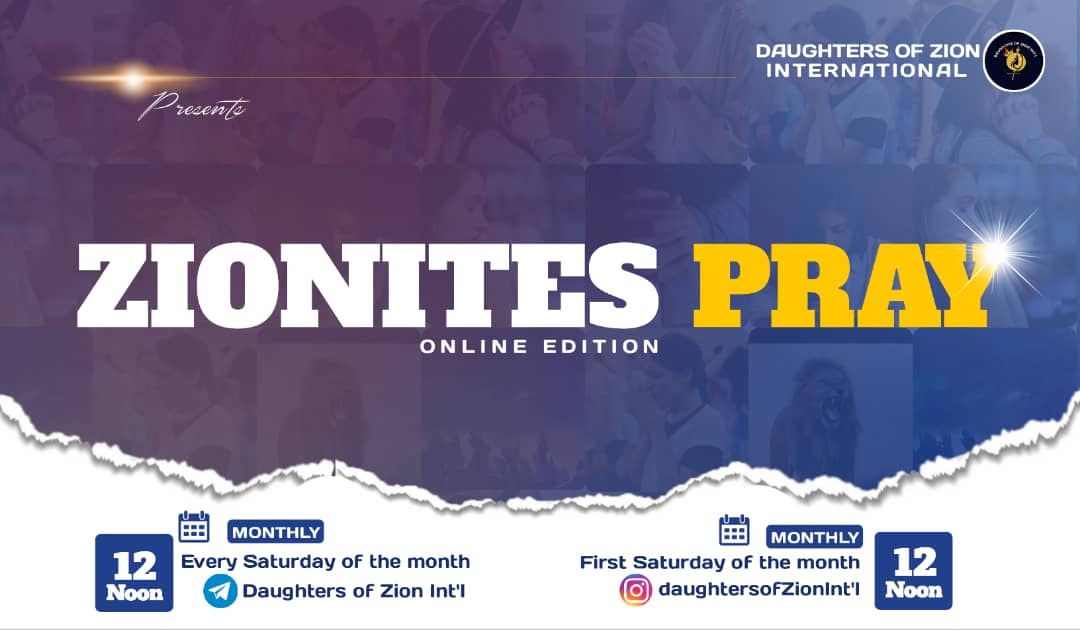 DAUGHTERS OF ZION
INTERNATIONAL
Presents
ZIONITES PRAY
ONLINE EDITION
12
Noon
MONTHLY
Every Saturday of the month
Daughters of Zion Int'l
MONTHLY
First Saturday of the month
daughtersofZionInt'l
12
Noon